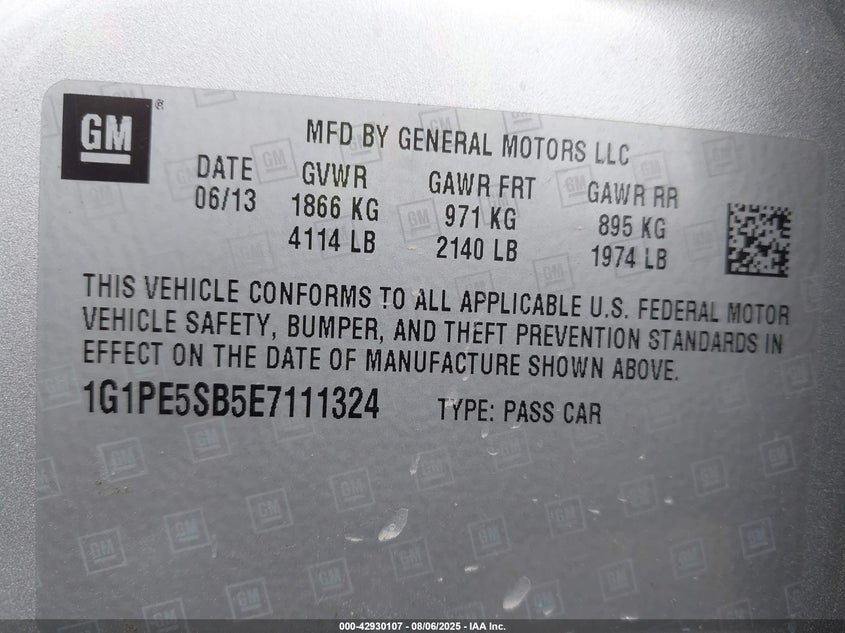 GM ®
MFD BY GENERAL MOTORS LLC
DATE GVWR GAWR FRT GAWR RR
06/13 1866 KG 971 KG 895 KG
4114 LB 2140 LB 1974 LB
THIS VEHICLE CONFORMS TO ALL APPLICABLE U.S. FEDERAL MOTOR
VEHICLE SAFETY, BUMPER, AND THEFT PREVENTION STANDARDS IN
EFFECT ON THE DATE OF MANUFACTURE SHOWN ABOVE.
1G1PE5SB5E7111324 TYPE: PASS CAR
000-42930107 - 08/06/2025 - IAA Inc.